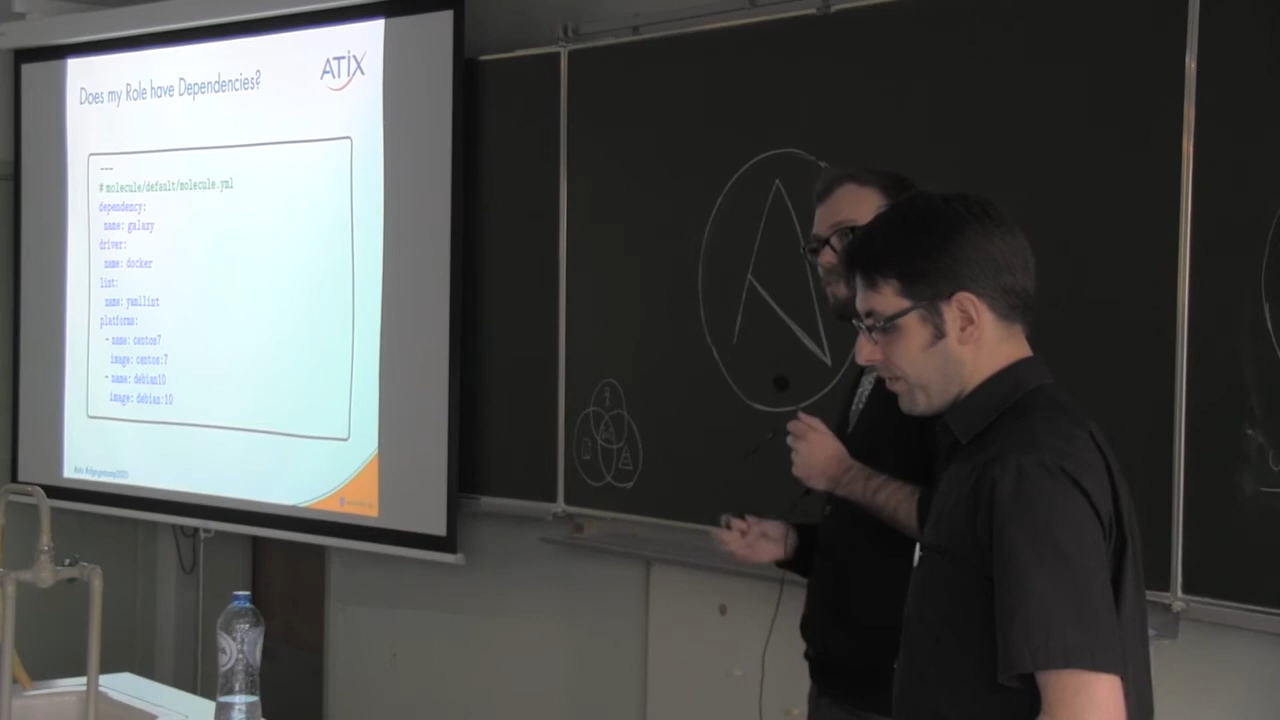 ATIX
Does my Role have Dependencies?
---
# molecule/default/molecule.yml
dependency:
name: galaxy
driver:
name: docker
lint:
name: yamllint
platforms:
- name: centos7
image: centos:7
- name: debian10
image: debian:10